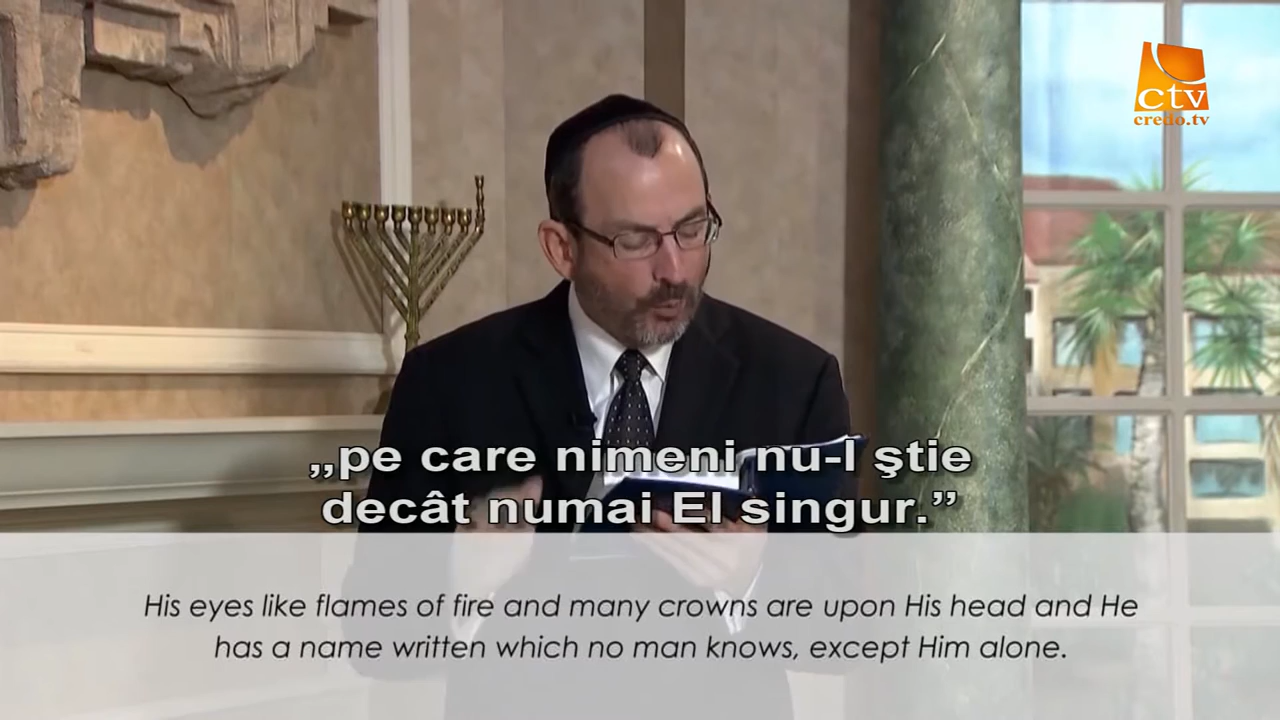 ctv
credo.tv
„pe care nimeni nu-l ştie
decât numai El singur.”
His eyes like flames of fire and many crowns are upon His head and He
has a name written which no man knows, except Him alone.